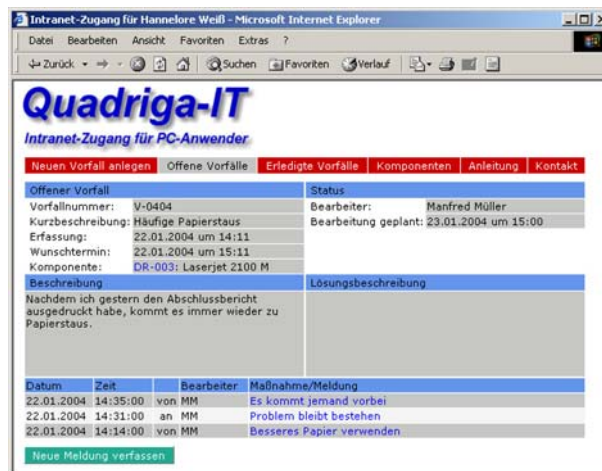 Intranet-Zugang für Hannelore Weiß - Microsoft Internet Explorer
Datei Bearbeiten Ansicht Favoriten Extras ?
Zurück Suchen Favoriten Verlauf
Quadriga-IT
Intranet-Zugang für PC-Anwender
Neuen Vorfall anlegen Offene Vorfälle Erledigte Vorfälle Komponenten Anleitung Kontakt
Offener Vorfall Status
Vorfallnummer: V-0404 Bearbeiter: Manfred Müller
Kurzbeschreibung: Häufige Papierstaus Bearbeitung geplant: 23.01.2004 um 15:00
Erfassung: 22.01.2004 um 14:11
Wunschtermin: 22.01.2004 um 15:11
Komponente: DR-003: Laserjet 2100 M
Beschreibung Lösungsbeschreibung
Nachdem ich gestern den Abschlussbericht
ausgedruckt habe, kommt es immer wieder zu
Papierstaus.
Datum Zeit Bearbeiter Maßnahme/Meldung
22.01.2004 14:35:00 von MM Es kommt jemand vorbei
22.01.2004 14:31:00 an MM Problem bleibt bestehen
22.01.2004 14:14:00 von MM Besseres Papier verwenden
Neue Meldung verfassen